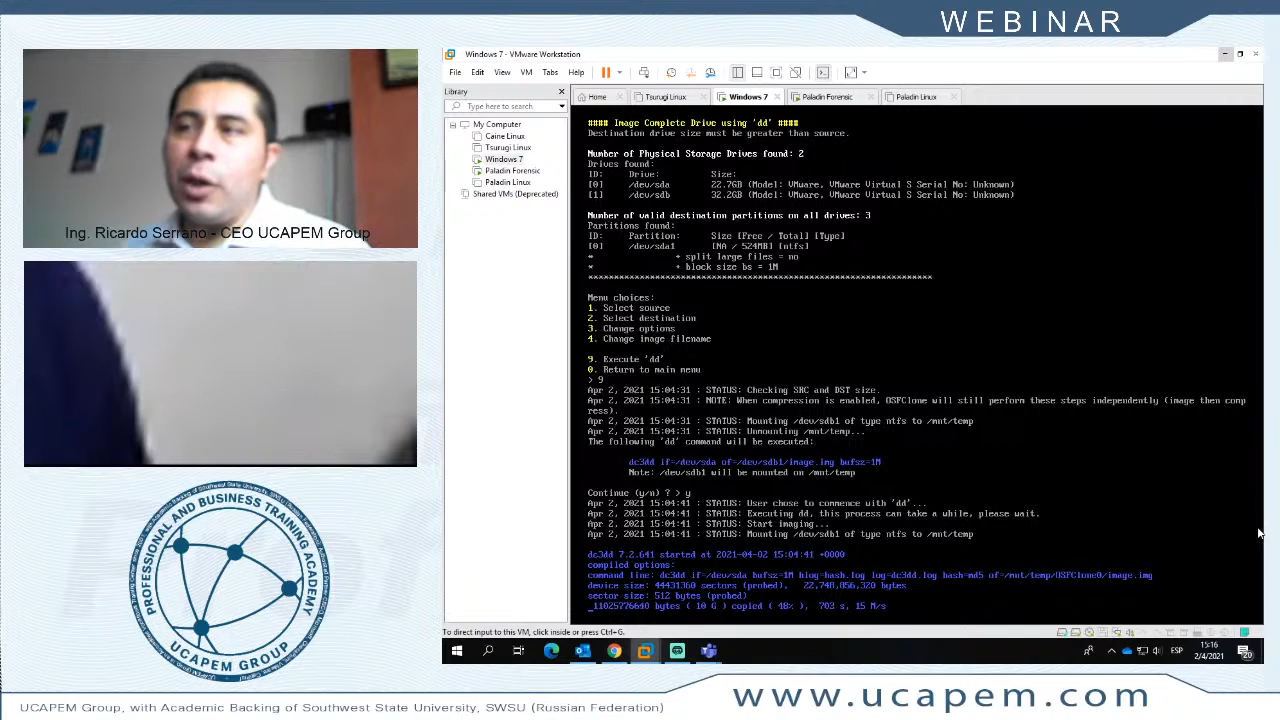 WEBINAR
Ing. Ricardo Serrano - CEO UCAPEM Group
PROFESSIONAL AND BUSINESS TRAINING ACADEMY
UCAPEM GROUP
Windows 7 - VMware Workstation
File Edit View VM Tabs Help
Library
Type here to search
My Computer
Caine Linux
Tsurugi Linux
Windows 7
Paladin Forensic
Paladin Linux
Shared VMs (Deprecated)
Home Tsurugi Linux Windows 7 Paladin Forensic Paladin Linux
#### Image Complete Drive using 'dd' ####
Destination drive size must be greater than source.
Number of Physical Storage Drives found: 2
Drives found:
ID: Drive: Size:
[0] /dev/sda 22.7GB (Model: VMware, VMware Virtual S Serial No: Unknown)
[1] /dev/sdb 32.2GB (Model: VMware, VMware Virtual S Serial No: Unknown)
Number of valid destination partitions on all drives: 3
Partitions found:
ID: Partition: Size [Free / Total] [Type]
[0] /dev/sda1 [NA / 524MB] [ntfs]
* + split large files = no
* + block size bs = 1M
*******************************************************************
Menu choices:
1. Select source
2. Select destination
3. Change options
4. Change image filename
9. Execute 'dd'
0. Return to main menu
> 9
Apr 2, 2021 15:04:31 : STATUS: Checking SRC and DST size.
Apr 2, 2021 15:04:31 : NOTE: When compression is enabled, OSFClone will still perform these steps independently (image then comp
ress).
Apr 2, 2021 15:04:31 : STATUS: Mounting /dev/sdb1 of type ntfs to /mnt/temp
Apr 2, 2021 15:04:31 : STATUS: Unmounting /mnt/temp...
The following 'dd' command will be executed:
dc3dd if=/dev/sda of=/dev/sdb1/image.img bufsz=1M
Note: /dev/sdb1 will be mounted on /mnt/temp
Continue (y/n) ? > y
Apr 2, 2021 15:04:41 : STATUS: User chose to commence with 'dd'...
Apr 2, 2021 15:04:41 : STATUS: Executing dd, this process can take a while, please wait.
Apr 2, 2021 15:04:41 : STATUS: Start imaging...
Apr 2, 2021 15:04:41 : STATUS: Mounting /dev/sdb1 of type ntfs to /mnt/temp
dc3dd 7.2.641 started at 2021-04-02 15:04:41 +0000
compiled options:
command line: dc3dd if=/dev/sda bufsz=1M hlog=hash.log log=dc3dd.log hash=md5 of=/mnt/temp/OSFClone0/image.img
device size: 44431360 sectors (probed), 22,748,856,320 bytes
sector size: 512 bytes (probed)
_11025776640 bytes ( 10 G ) copied ( 48% ), 703 s, 15 M/s
To direct input to this VM, click inside or press Ctrl+G.
ESP
15:16
2/4/2021
20
UCAPEM Group, with Academic Backing of Southwest State University, SWSU (Russian Federation)
www.ucapem.com